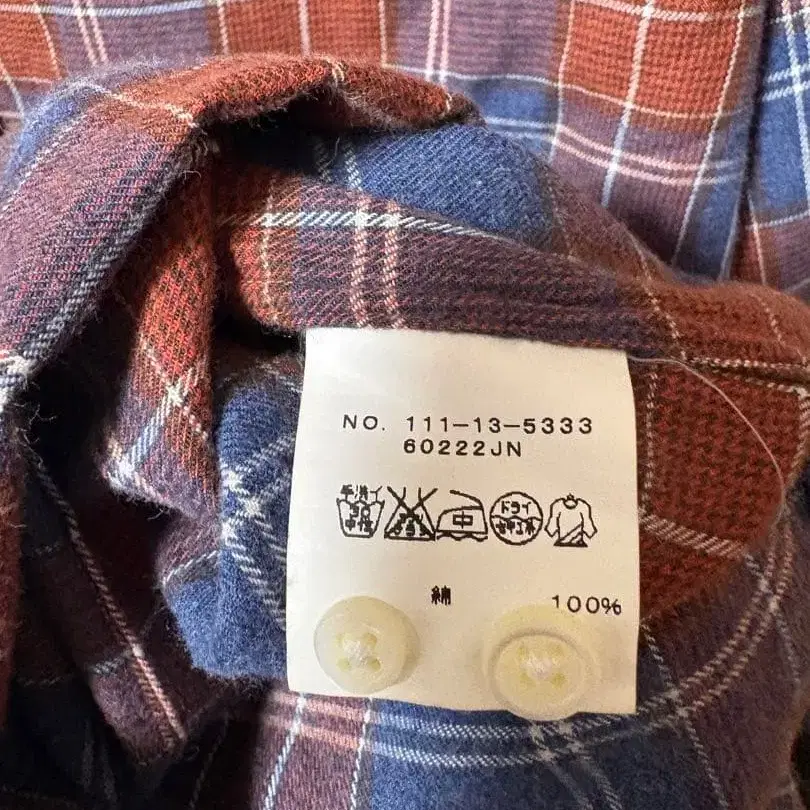 NO. 111-13-5333
60222JN
手洗イ
30
中性
中
ドライ
セキユ系
綿 100%